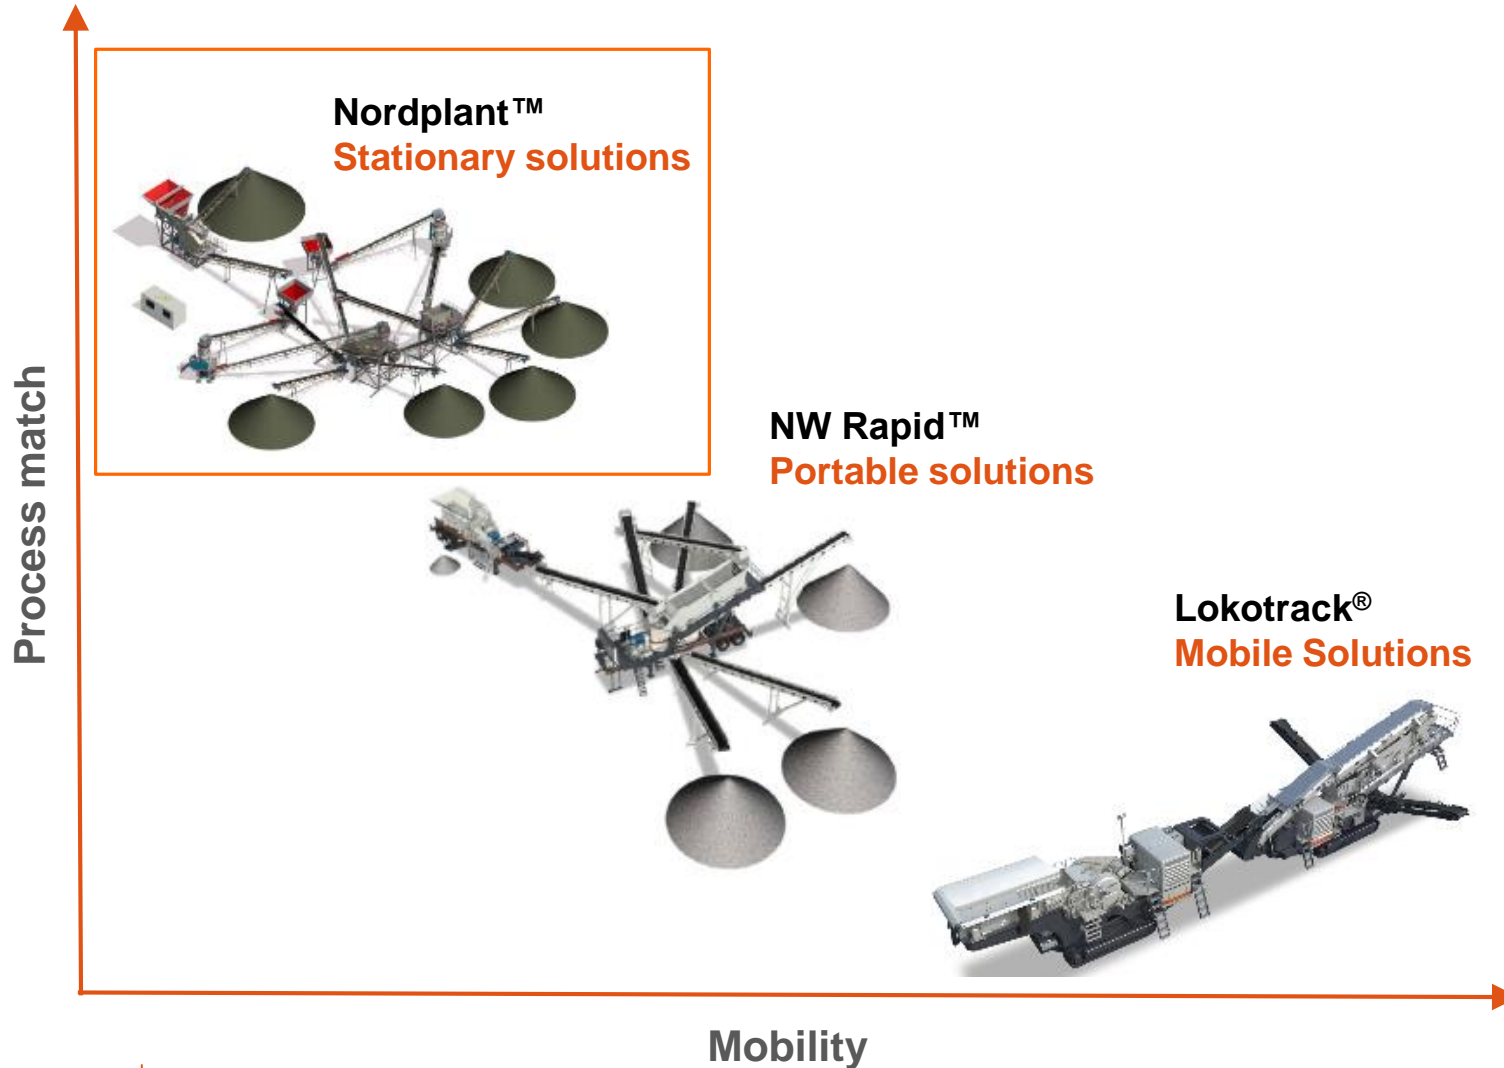 Nordplant™
Stationary solutions
NW Rapid™
Portable solutions
Lokotrack®
Mobile Solutions
Process match
Mobility